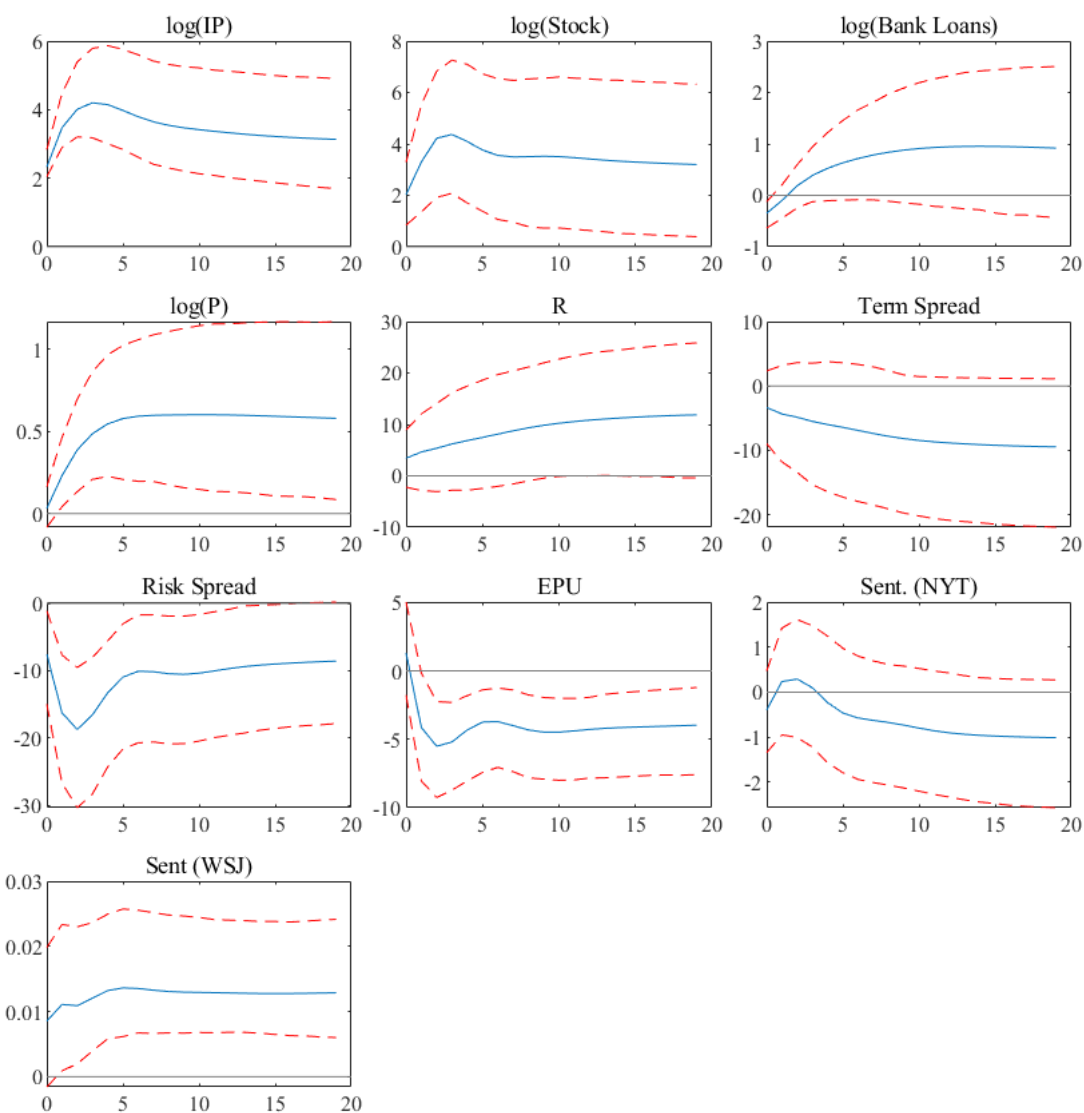 log(IP) log(Stock) log(Bank Loans)
6 8 3
4 6 2
2 4 1
0 2 0
0 -1
0 5 10 15 20 0 5 10 15 20 0 5 10 15 20
log(P) R Term Spread
1 30 10
0.5 20 0
0 10 -10
0 -20
-10
0 5 10 15 20 0 5 10 15 20 0 5 10 15 20
Risk Spread EPU Sent. (NYT)
0 5 2
-10 0 1
-20 -5 0
-30 -10 -1
-2
0 5 10 15 20 0 5 10 15 20 0 5 10 15 20
Sent (WSJ)
0.03
0.02
0.01
0
0 5 10 15 20